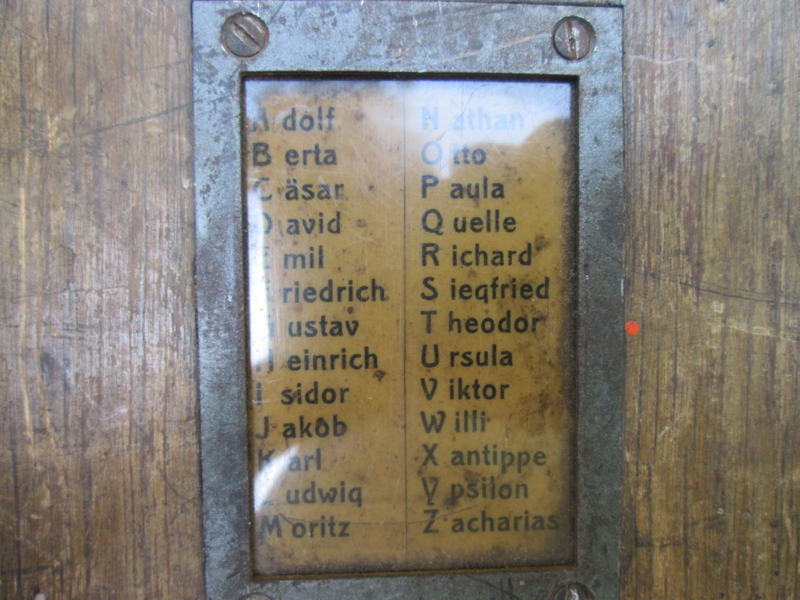 A dolf
B erta
C äsar
D avid
E mil
F riedrich
G ustav
H einrich
I sidor
J akob
K arl
L udwig
M oritz
N athan
O tto
P aula
Q uelle
R ichard
S iegfried
T heodor
U rsula
V iktor
W illi
X antippe
Y psilon
Z acharias